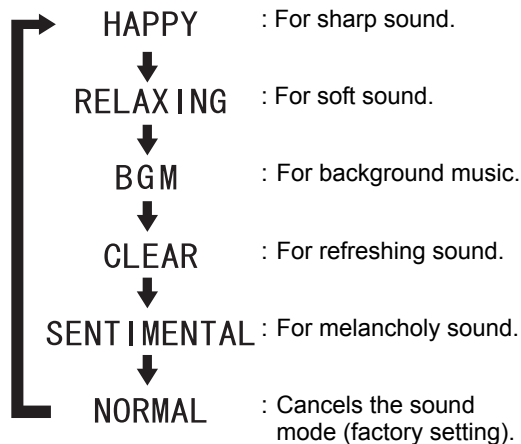 HAPPY : For sharp sound.
RELAXING : For soft sound.
BGM : For background music.
CLEAR : For refreshing sound.
SENTIMENTAL : For melancholy sound.
NORMAL : Cancels the sound
mode (factory setting).